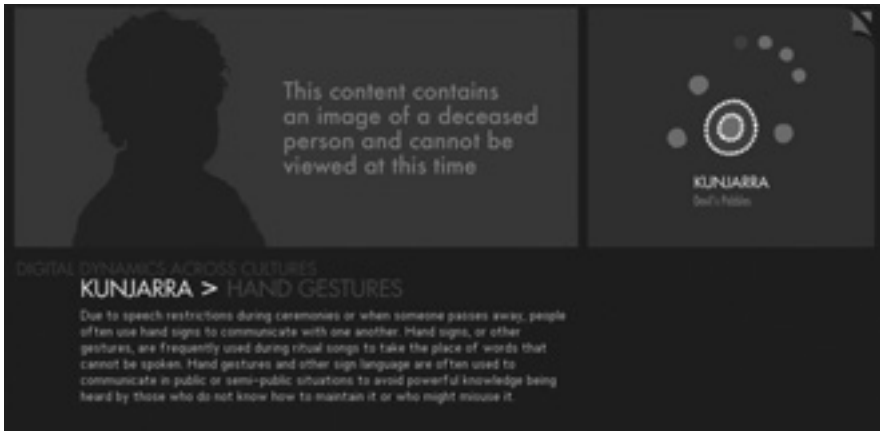 This content contains
an image of a deceased
person and cannot be
viewed at this time
KUNJARRA
Devil's Pebbles
DIGITAL DYNAMICS ACROSS CULTURES
KUNJARRA > HAND GESTURES
Due to speech restrictions during ceremonies or when someone passes away, people
often use hand signs to communicate with one another. Hand signs, or other
gestures, are frequently used during ritual songs to take the place of words that
cannot be spoken. Hand gestures and other sign language are often used to
communicate in public or semi-public situations to avoid powerful knowledge being
heard by those who do not know how to maintain it or who might misuse it.